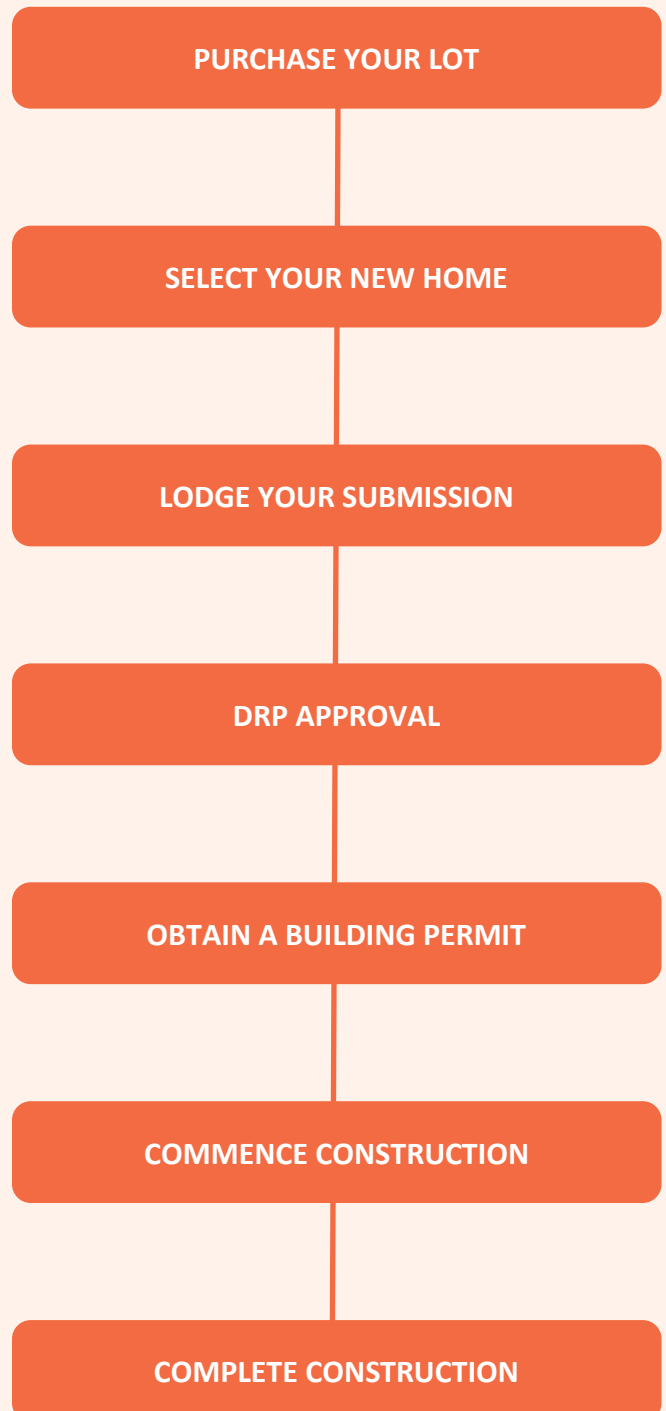 PURCHASE YOUR LOT
SELECT YOUR NEW HOME
LODGE YOUR SUBMISSION
DRP APPROVAL
OBTAIN A BUILDING PERMIT
COMMENCE CONSTRUCTION
COMPLETE CONSTRUCTION